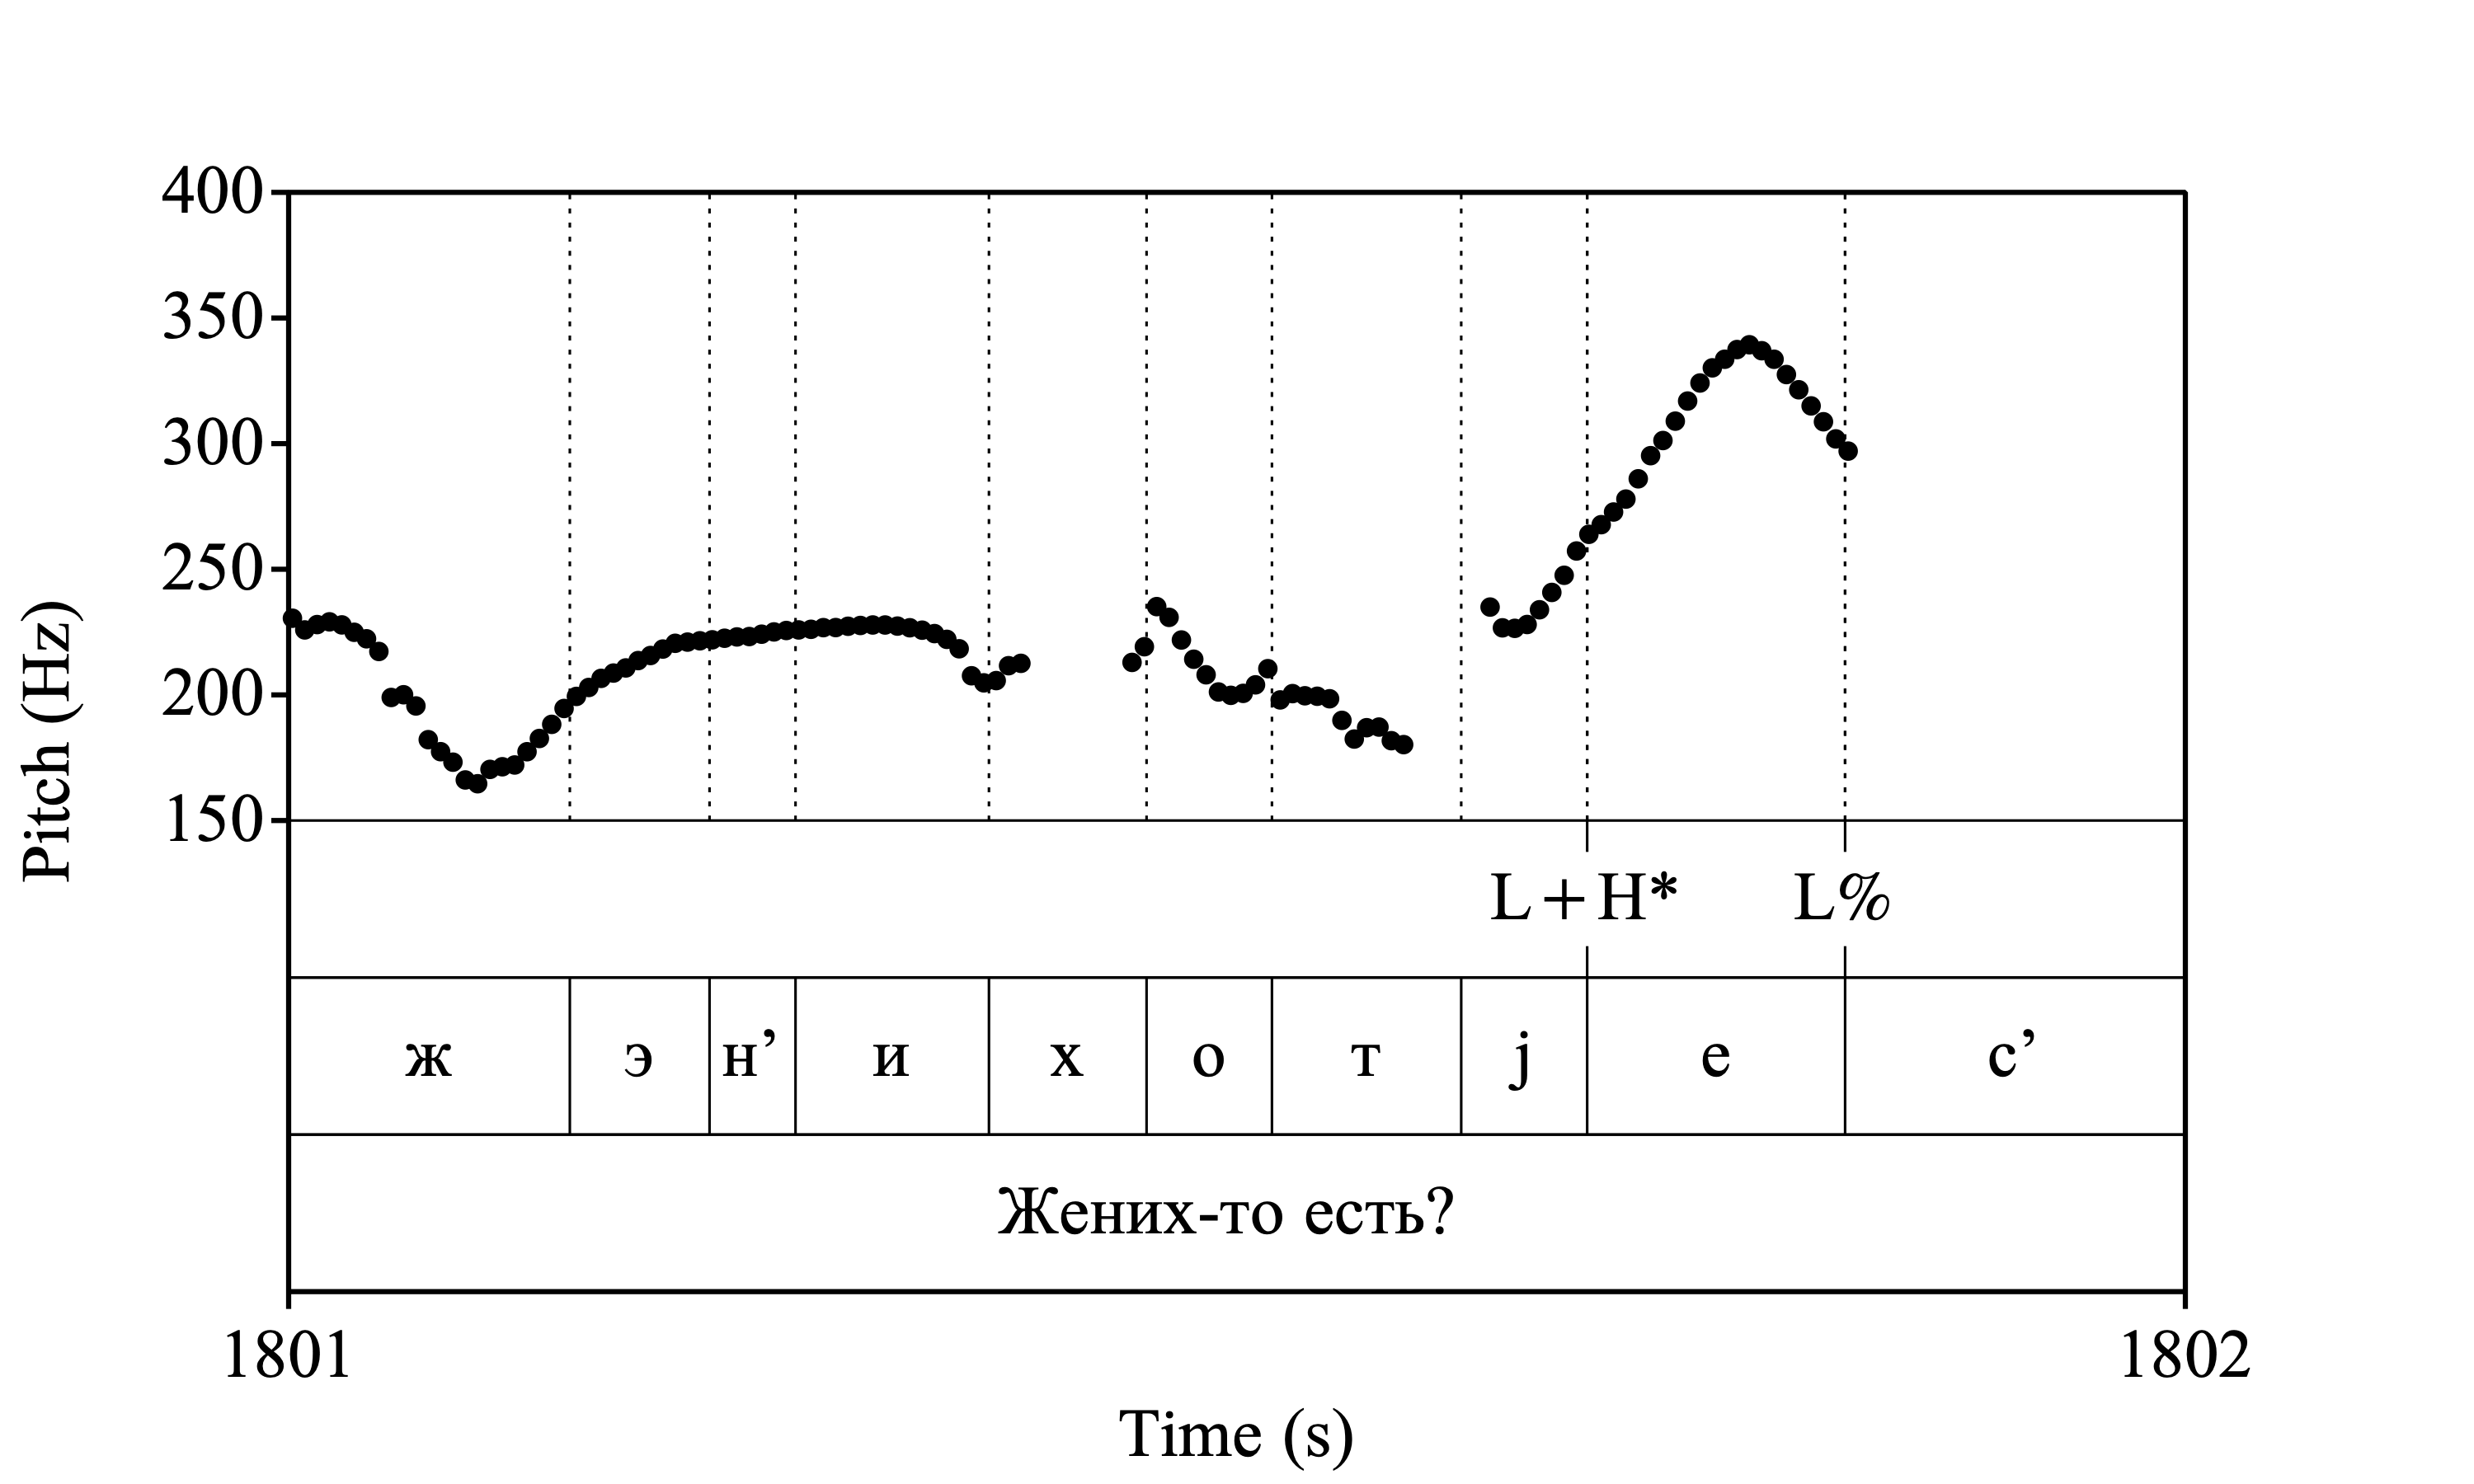 400
350
300
250
200
150
Pitch (Hz)
L+H* L%
ж э н’ и х о т j е с’
Жених-то есть?
1801 1802
Time (s)